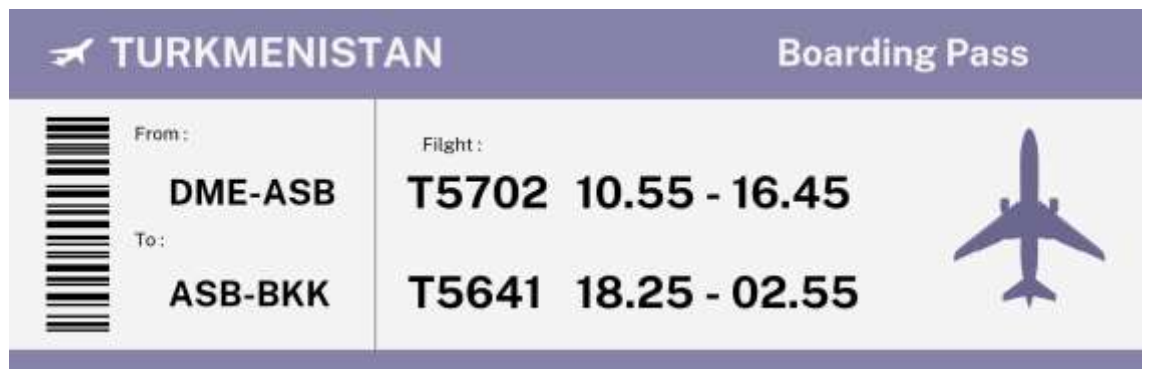 TURKMENISTAN
Boarding Pass
From :
DME-ASB
To :
ASB-BKK
Filght :
T5702 10.55 - 16.45
T5641 18.25 - 02.55